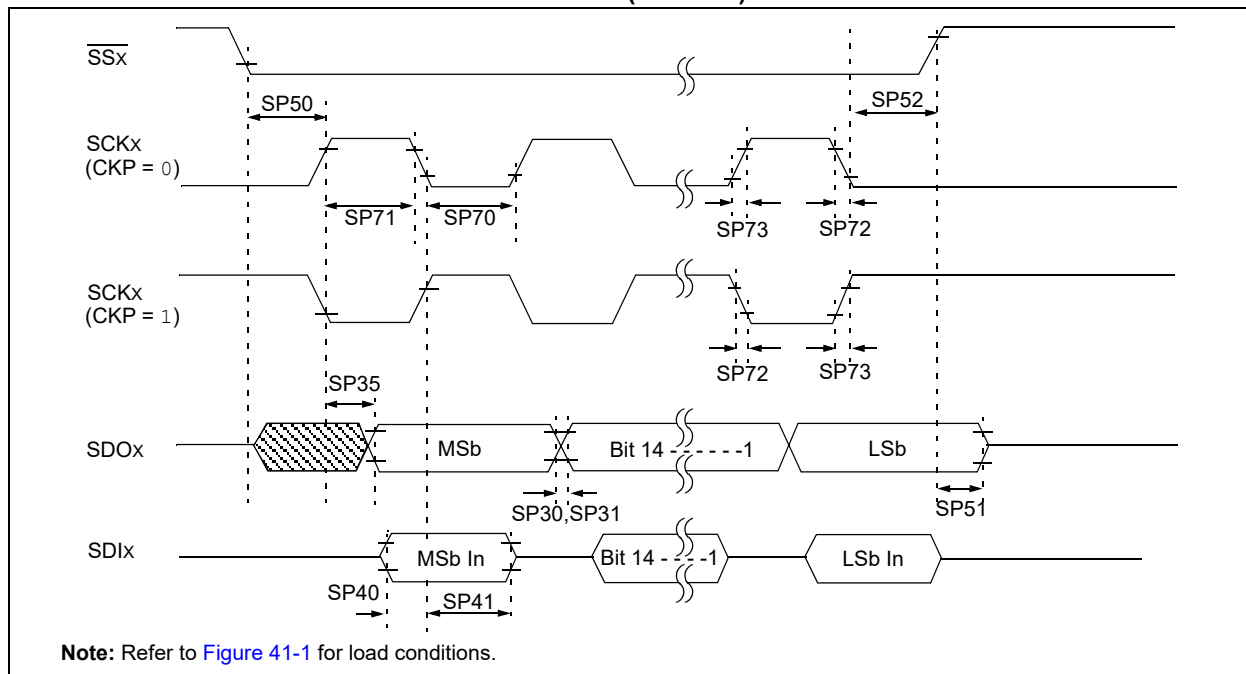 SSx
SP50
SP52
SCKx
(CKP = 0)
SP71
SP70
SP73
SP72
SCKx
(CKP = 1)
SP72
SP73
SP35
SDOx
MSb
Bit 14 - - - - - -1
LSb
SP30,SP31
SP51
SDIx
MSb In
Bit 14 - - - -1
LSb In
SP40
SP41
Note: Refer to Figure 41-1 for load conditions.